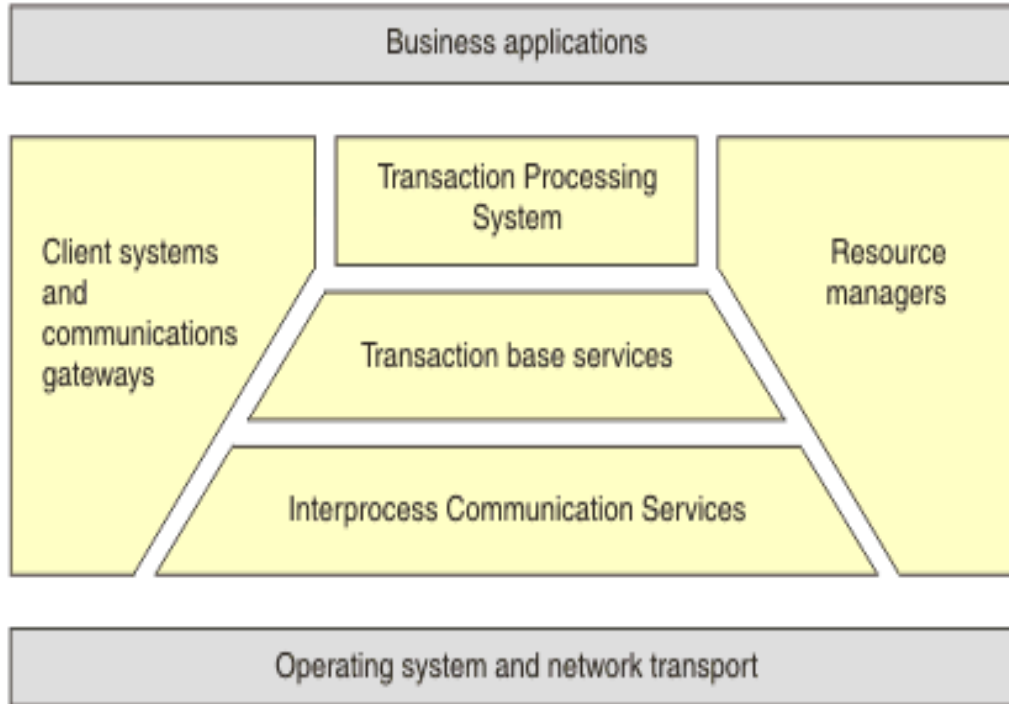 Business applications
Client systems
and
communications
gateways
Transaction Processing
System
Resource
managers
Transaction base services
Interprocess Communication Services
Operating system and network transport